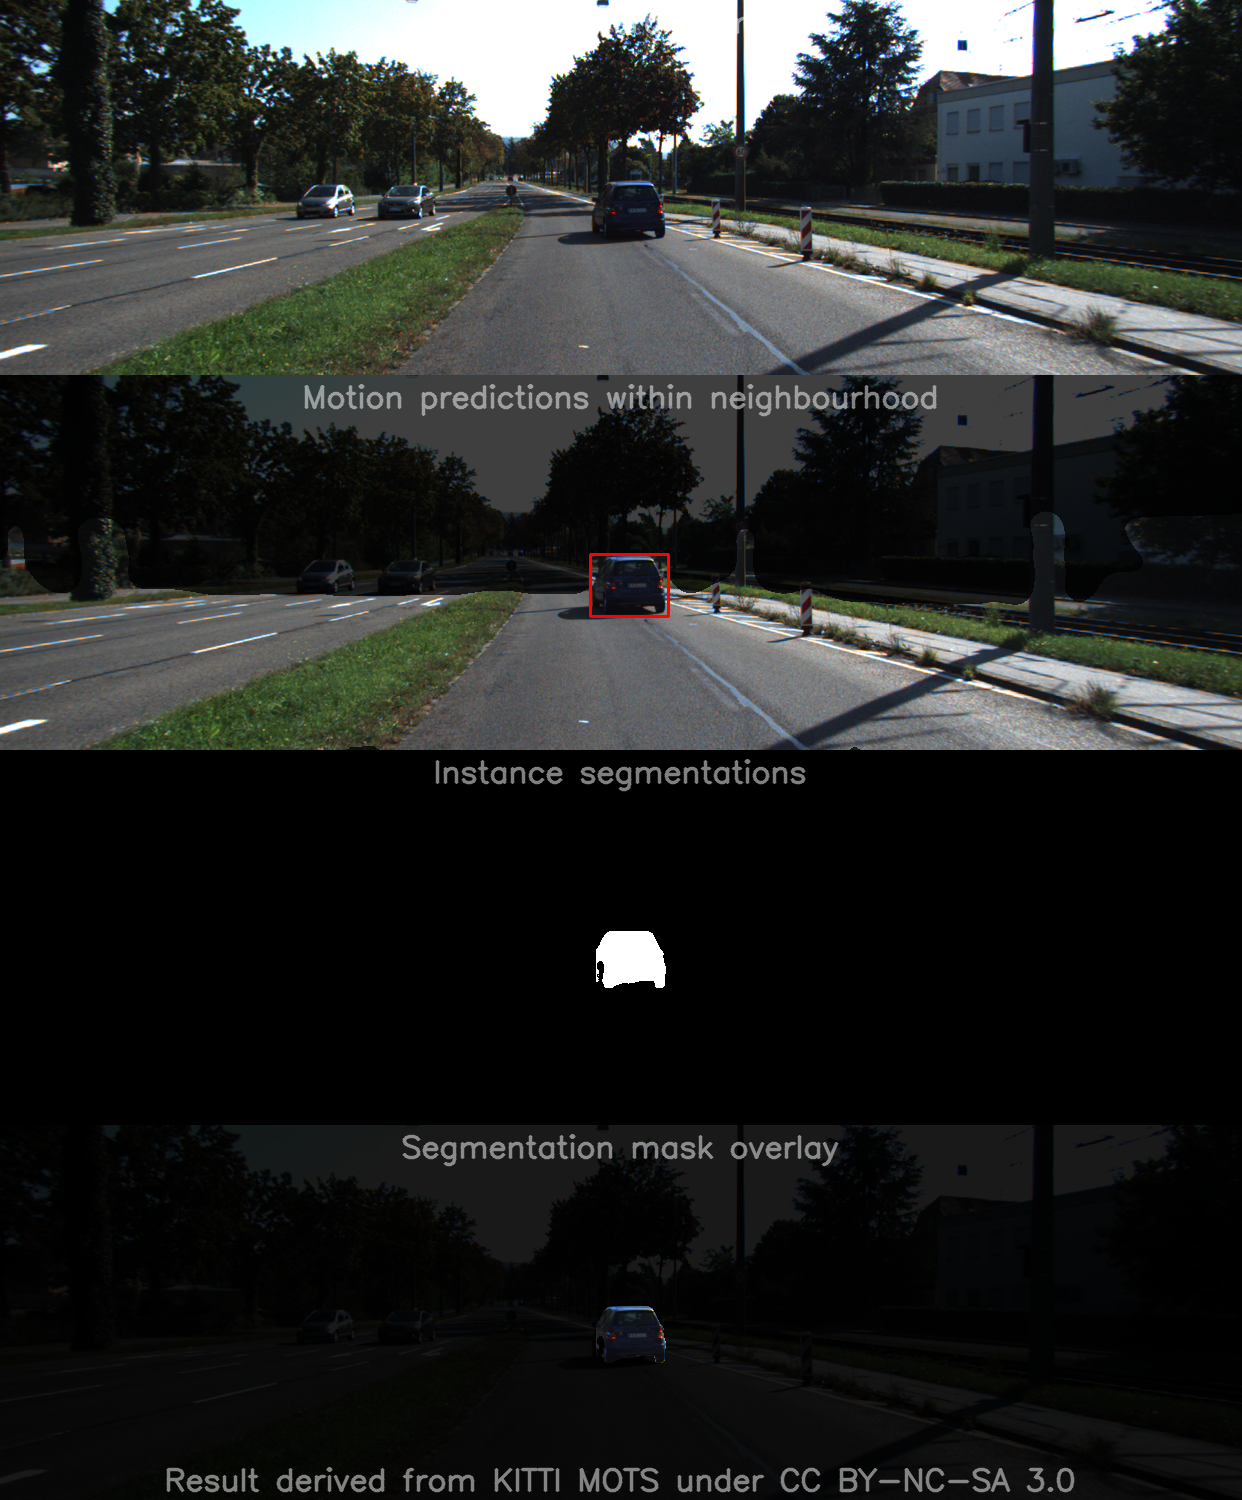 Motion predictions within neighbourhood
Instance segmentations
Segmentation mask overlay
Result derived from KITTI MOTS under CC BY-NC-SA 3.0